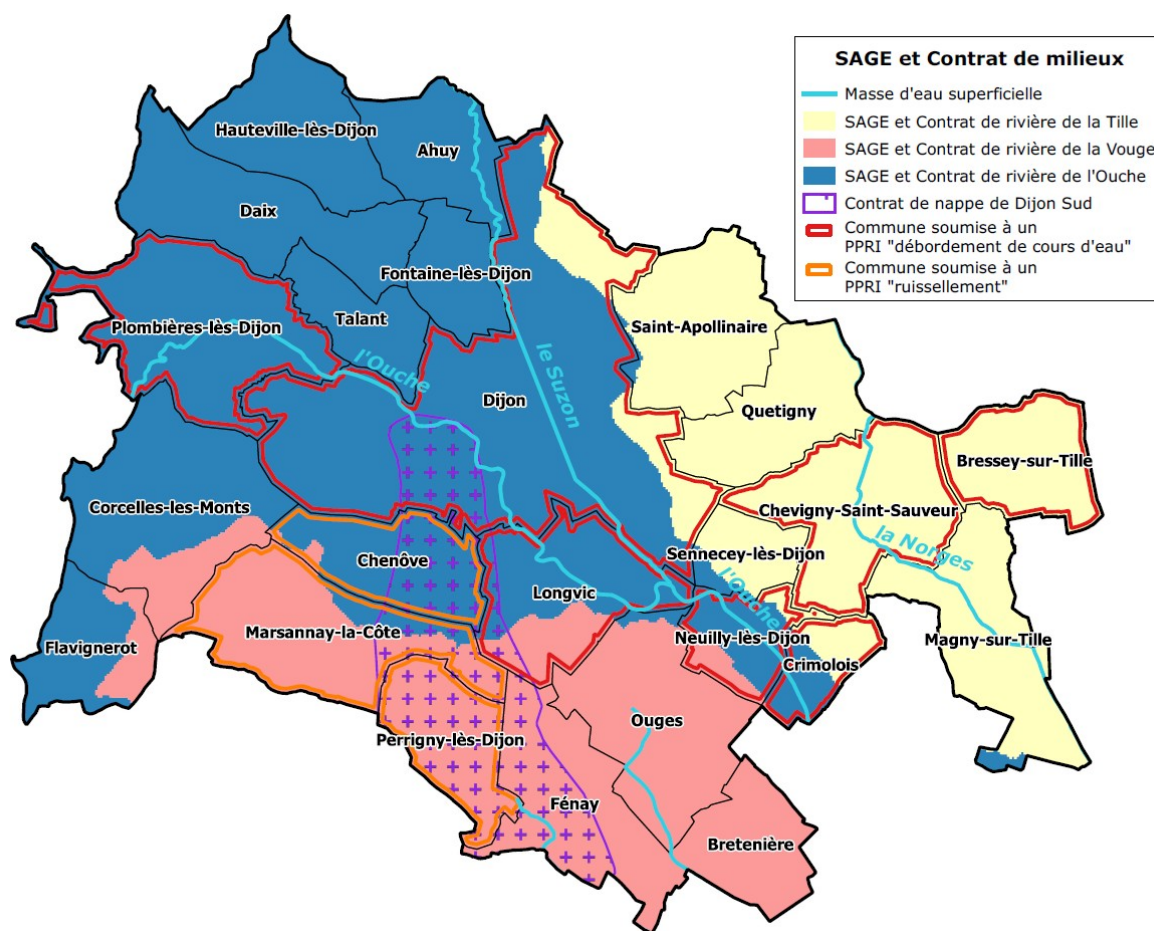 SAGE et Contrat de milieux
Masse d'eau superficielle
SAGE et Contrat de rivière de la Tille
SAGE et Contrat de rivière de la Vouge
SAGE et Contrat de rivière de l'Ouche
Contrat de nappe de Dijon Sud
Commune soumise à un
PPRI "débordement de cours d'eau"
Commune soumise à un
PPRI "ruissellement"
Hauteville-lès-Dijon
Ahuy
Daix
Fontaine-lès-Dijon
Talant
Plombières-lès-Dijon
Saint-Apollinaire
l'Ouche
le Suzon
Dijon
Quetigny
Bressey-sur-Tille
Corcelles-les-Monts
Chevigny-Saint-Sauveur
la Norges
Sennecey-lès-Dijon
Chenôve
Longvic
l'Ouche
Marsannay-la-Côte
Neuilly-lès-Dijon
Magny-sur-Tille
Flavignerot
Crimolois
Ouges
Perrigny-lès-Dijon
Fénay
Bretenière